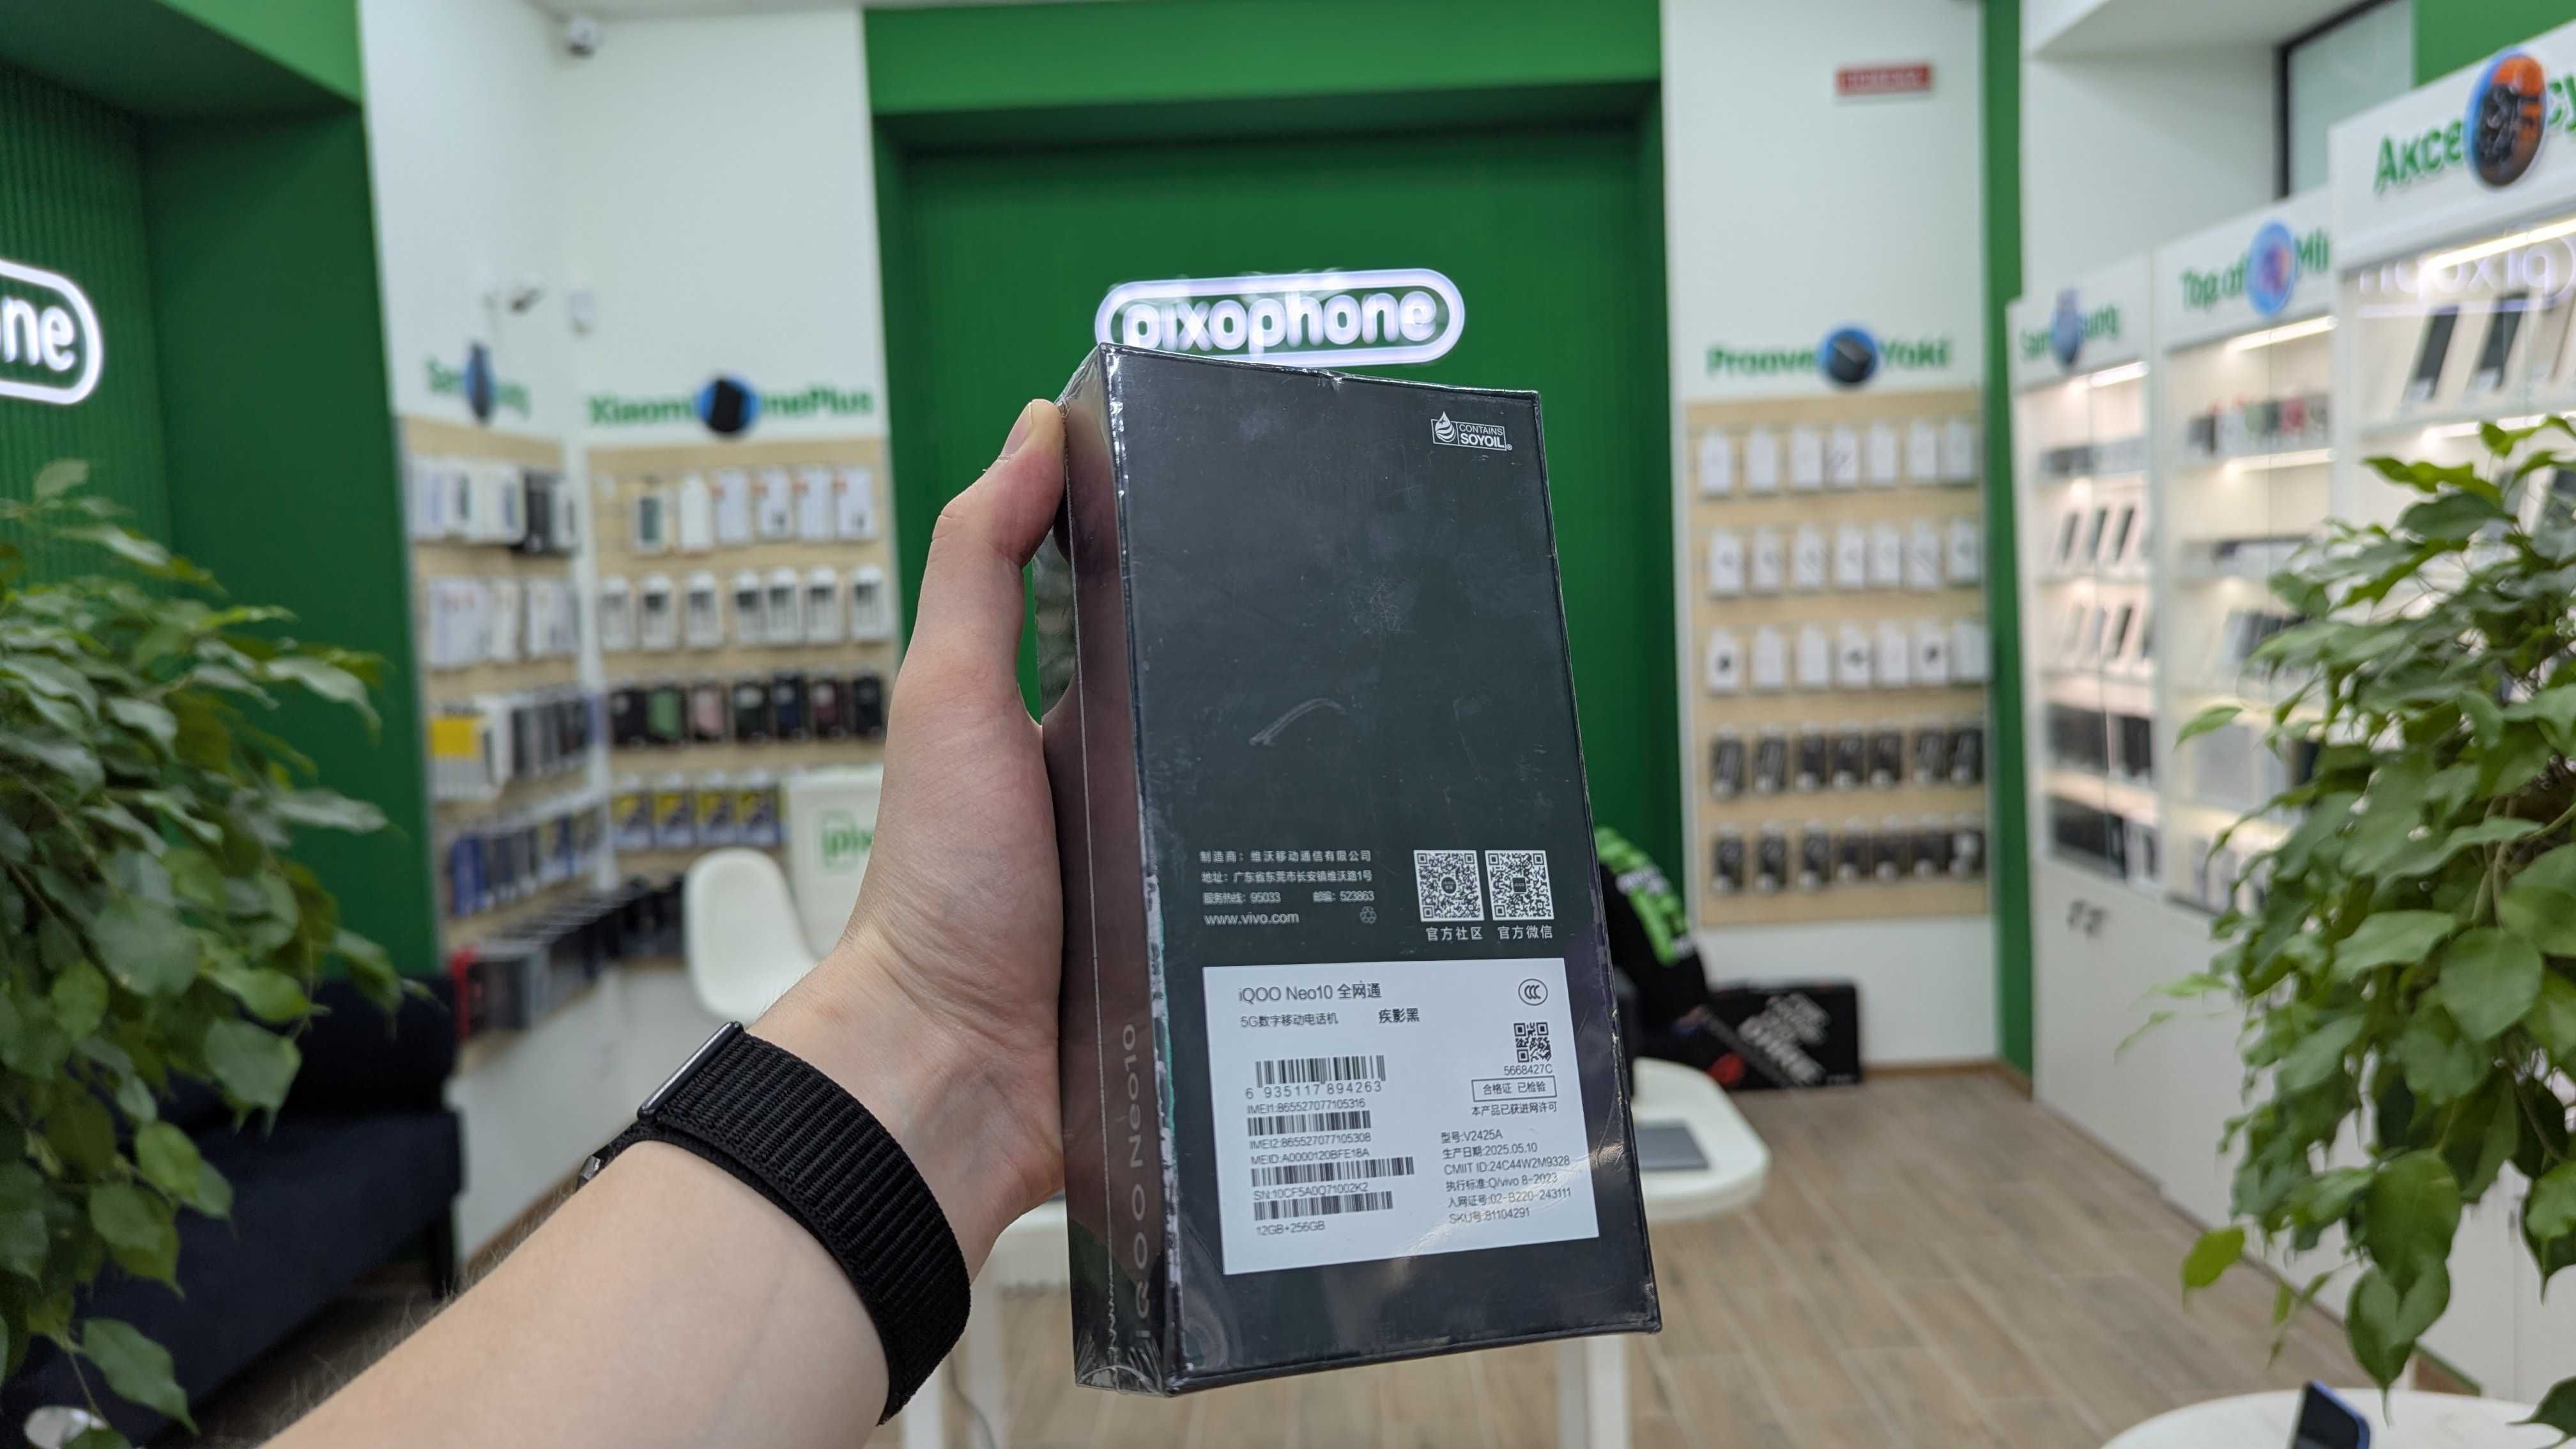 ne
pixophone
Xiaomi
nePlus
Proove
Yoki
Top of
Mi
Аксе
CONTAINS
SOYOIL
制造商：维沃移动通信有限公司
地址：广东省东莞市长安镇维沃路1号
服务热线：95033 邮编：523863
www.vivo.com
官方社区 官方微信
iQOO Neo10
iQOO Neo10 全网通
5G数字移动电话机 疾影黑
6 935117 894263
IMEI1:865527077105316
IMEI2:865527077105308
MEID:A0000120BFE18A
SN:10CF5A0Q71002K2
12GB+256GB
5668427C
合格证 已检验
本产品已获进网许可
型号:V2425A
生产日期:2025.05.10
CMIIT ID:24C44W2M9328
执行标准:Q/vivo 8-2023
入网证号:02-B220-243111
SKU号:81104291